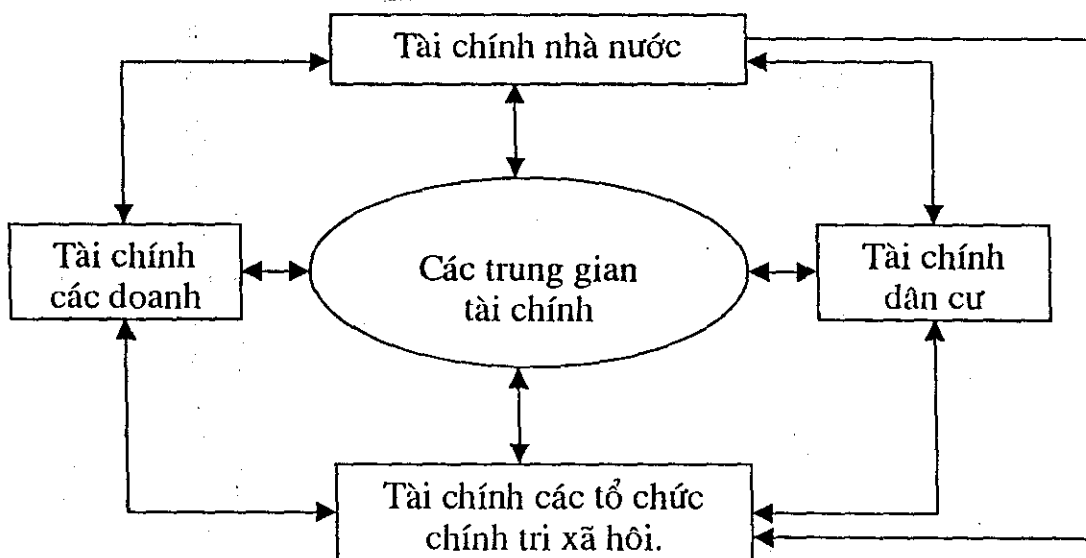 Tài chính nhà nước
Tài chính
các doanh
Các trung gian
tài chính
Tài chính
dân cư
Tài chính các tổ chức
chính tri xã hôi.